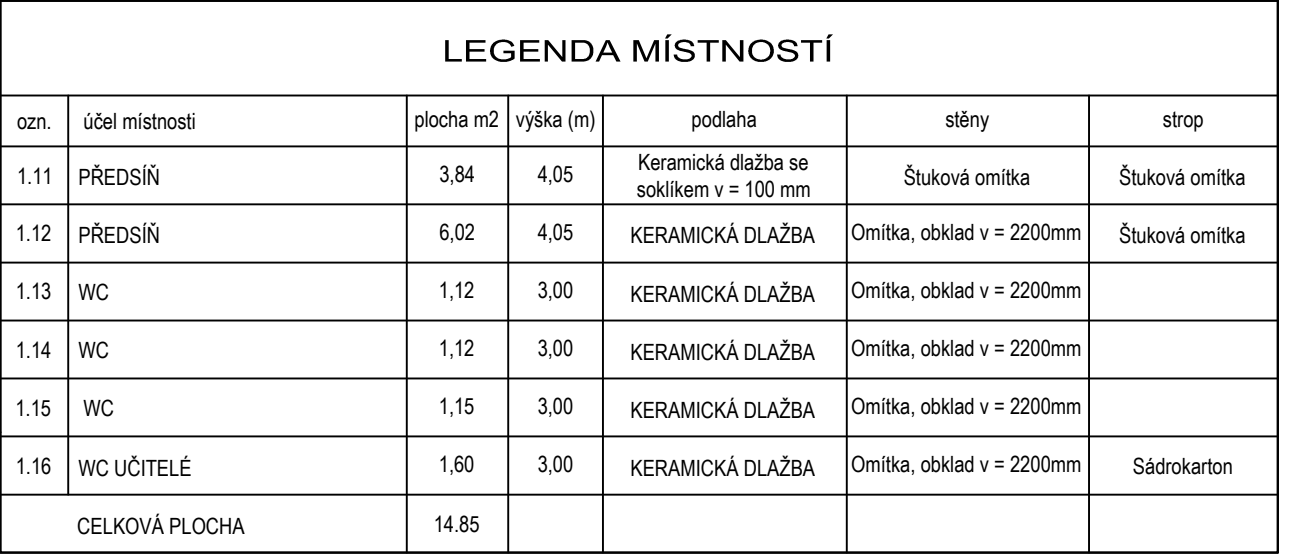 LEGENDA MÍSTNOSTÍ
ozn. účel místnosti plocha m2 výška (m) podlaha stěny strop
1.11 PŘEDSÍŇ 3,84 4,05 Keramická dlažba se
soklíkem v = 100 mm Štuková omítka Štuková omítka
1.12 PŘEDSÍŇ 6,02 4,05 KERAMICKÁ DLAŽBA Omítka, obklad v = 2200mm Štuková omítka
1.13 WC 1,12 3,00 KERAMICKÁ DLAŽBA Omítka, obklad v = 2200mm
1.14 WC 1,12 3,00 KERAMICKÁ DLAŽBA Omítka, obklad v = 2200mm
1.15 WC 1,15 3,00 KERAMICKÁ DLAŽBA Omítka, obklad v = 2200mm
1.16 WC UČITELÉ 1,60 3,00 KERAMICKÁ DLAŽBA Omítka, obklad v = 2200mm Sádrokarton
CELKOVÁ PLOCHA 14.85